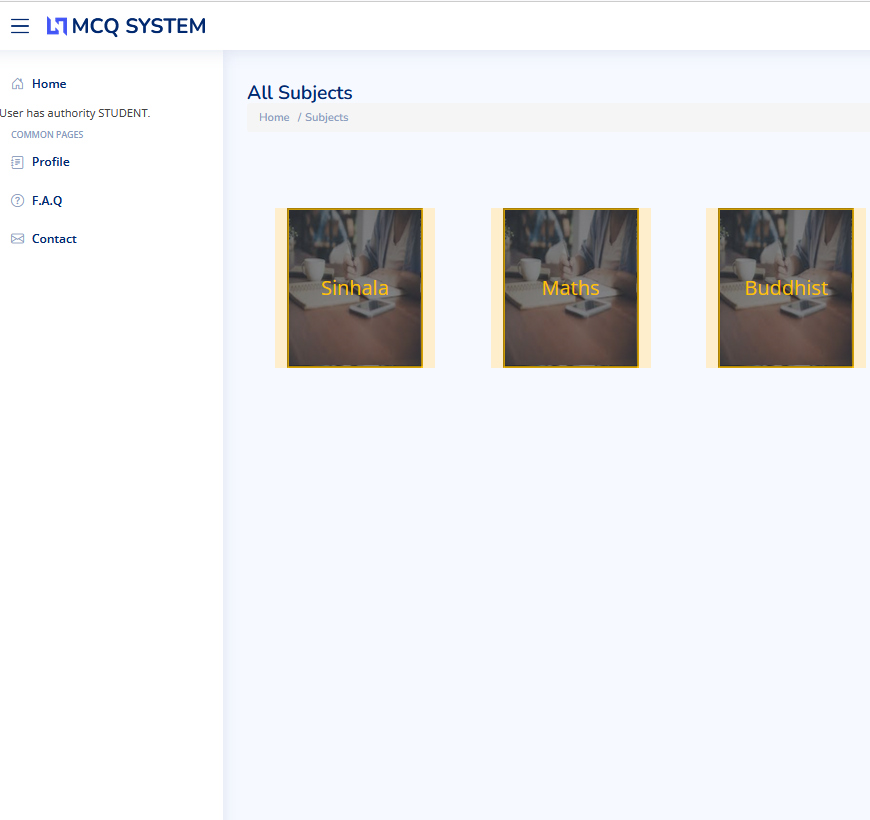 MCQ SYSTEM
Home
User has authority STUDENT.
COMMON PAGES
Profile
F.A.Q
Contact
All Subjects
Home / Subjects
Sinhala
Maths
Buddhist